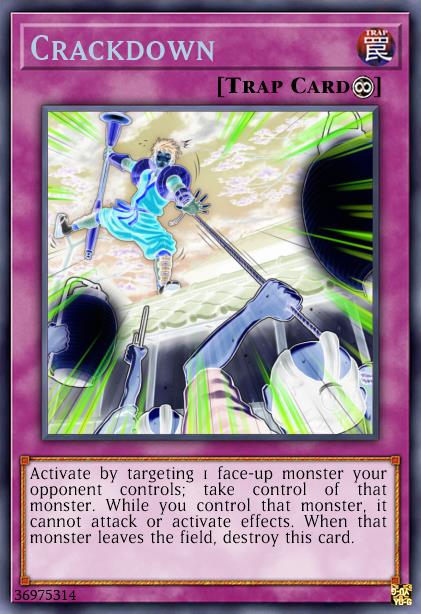 Crackdown
TRAP
罠
[Trap Card]
Activate by targeting 1 face-up monster your
opponent controls; take control of that
monster. While you control that monster, it
cannot attack or activate effects. When that
monster leaves the field, destroy this card.
36975314